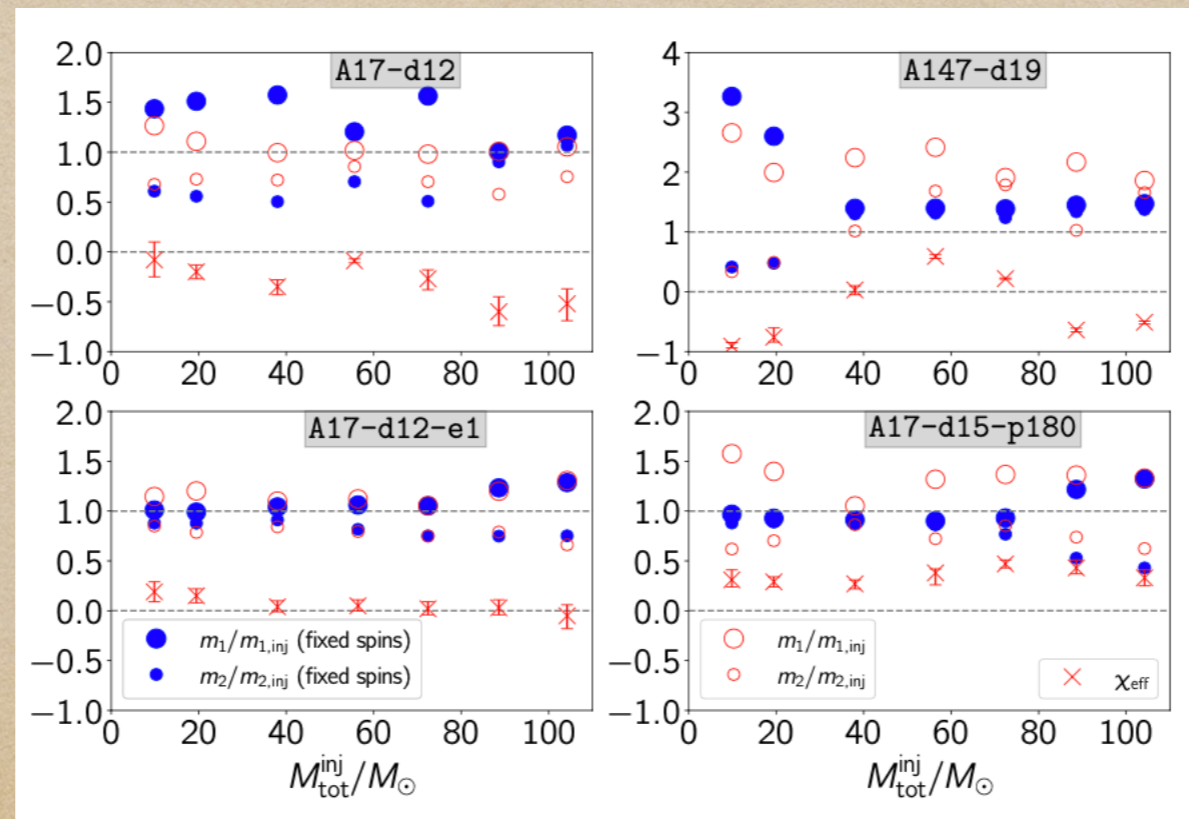 A17-d12
2.0
1.5
1.0
0.5
0.0
−0.5
−1.0
0 20 40 60 80 100
A147-d19
4
3
2
1
0
−1
0 20 40 60 80 100
A17-d12-e1
2.0
1.5
1.0
0.5
0.0
−0.5
−1.0
m₁/m₁,inj (fixed spins)
m₂/m₂,inj (fixed spins)
0 20 40 60 80 100
M_tot^inj/M⊙
A17-d15-p180
2.0
1.5
1.0
0.5
0.0
−0.5
−1.0
m₁/m₁,inj
m₂/m₂,inj
χeff
0 20 40 60 80 100
M_tot^inj/M⊙